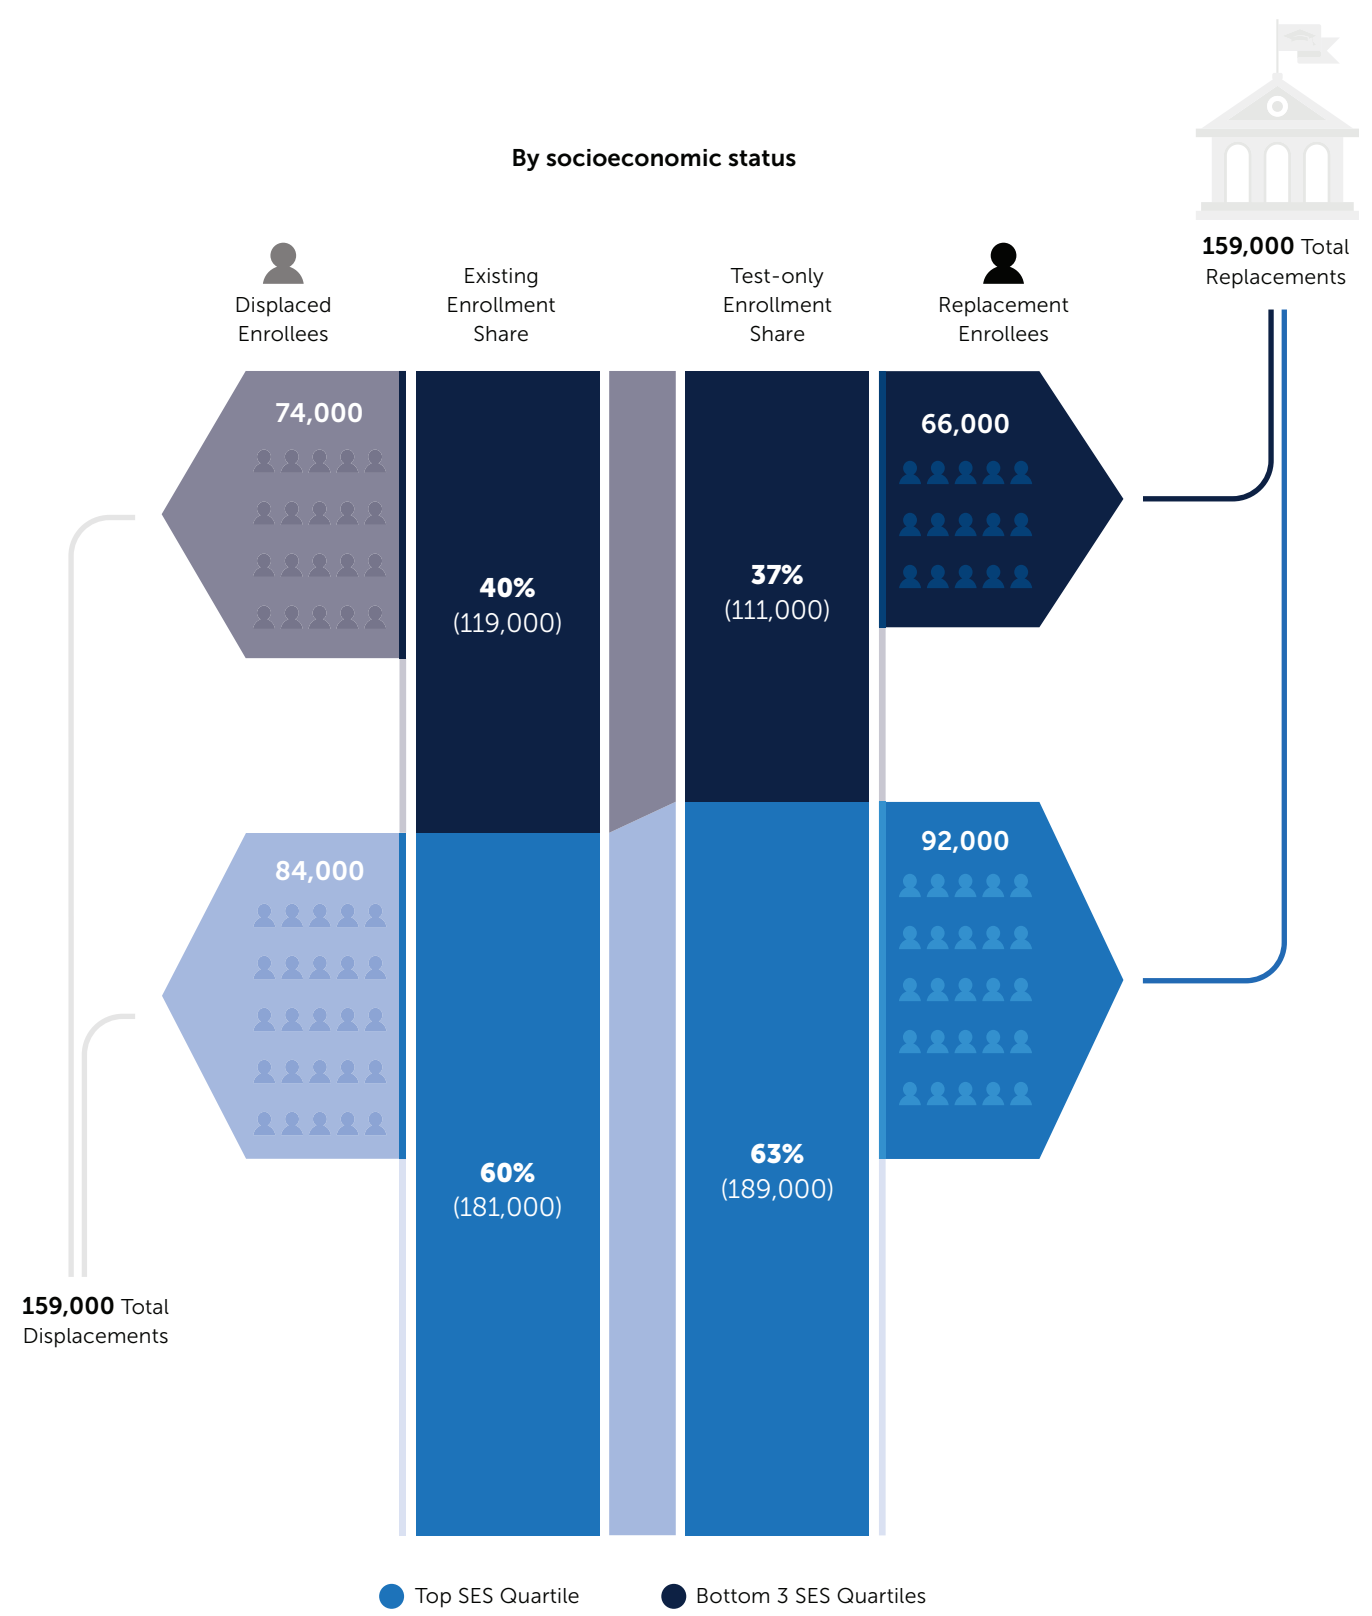 By socioeconomic status
159,000 Total
Replacements
Displaced
Enrollees
Existing
Enrollment
Share
Test-only
Enrollment
Share
Replacement
Enrollees
74,000
66,000
40%
(119,000)
37%
(111,000)
84,000
92,000
60%
(181,000)
63%
(189,000)
159,000 Total
Displacements
Top SES Quartile
Bottom 3 SES Quartiles